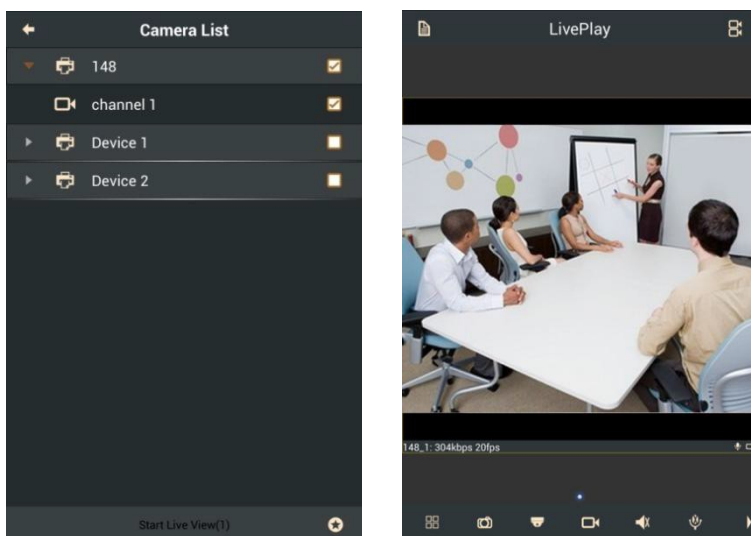 Camera List
148
channel 1
Device 1
Device 2
Start Live View(1)
LivePlay
148_1: 304kbps 20fps